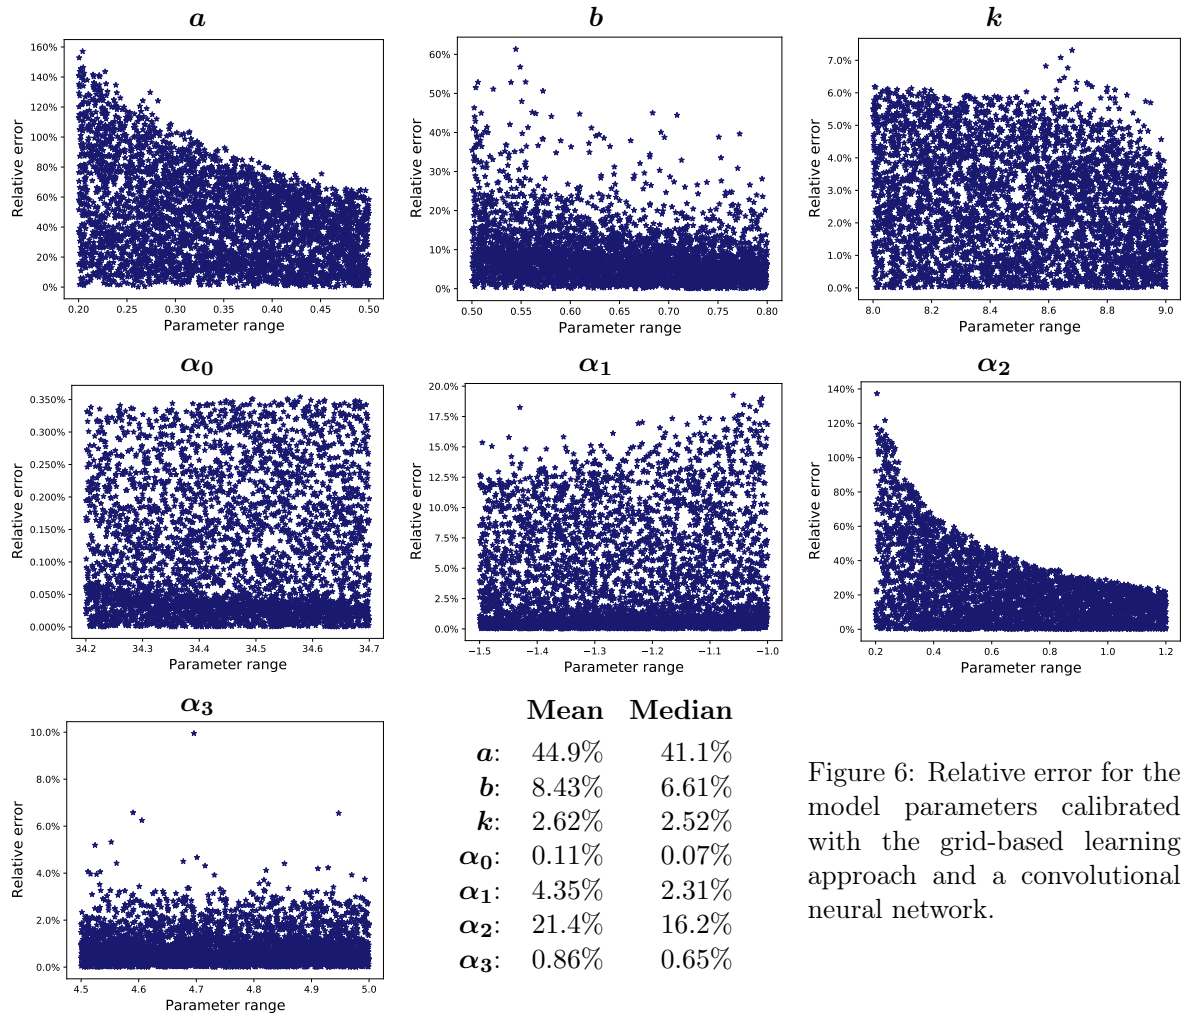 a
160%
140%
120%
100%
80%
60%
40%
20%
0%
Relative error
0.20 0.25 0.30 0.35 0.40 0.45 0.50
Parameter range
b
60%
50%
40%
30%
20%
10%
0%
Relative error
0.50 0.55 0.60 0.65 0.70 0.75 0.80
Parameter range
k
7.0%
6.0%
5.0%
4.0%
3.0%
2.0%
1.0%
0.0%
Relative error
8.0 8.2 8.4 8.6 8.8 9.0
Parameter range
α₀
0.350%
0.300%
0.250%
0.200%
0.150%
0.100%
0.050%
0.000%
Relative error
34.2 34.3 34.4 34.5 34.6 34.7
Parameter range
α₁
20.0%
17.5%
15.0%
12.5%
10.0%
7.5%
5.0%
2.5%
0.0%
Relative error
−1.5 −1.4 −1.3 −1.2 −1.1 −1.0
Parameter range
α₂
140%
120%
100%
80%
60%
40%
20%
0%
Relative error
0.2 0.4 0.6 0.8 1.0 1.2
Parameter range
α₃
10.0%
8.0%
6.0%
4.0%
2.0%
0.0%
Relative error
4.5 4.6 4.7 4.8 4.9 5.0
Parameter range
Mean Median
a: 44.9% 41.1%
b: 8.43% 6.61%
k: 2.62% 2.52%
α₀: 0.11% 0.07%
α₁: 4.35% 2.31%
α₂: 21.4% 16.2%
α₃: 0.86% 0.65%
Figure 6: Relative error for the
model parameters calibrated
with the grid-based learning
approach and a convolutional
neural network.